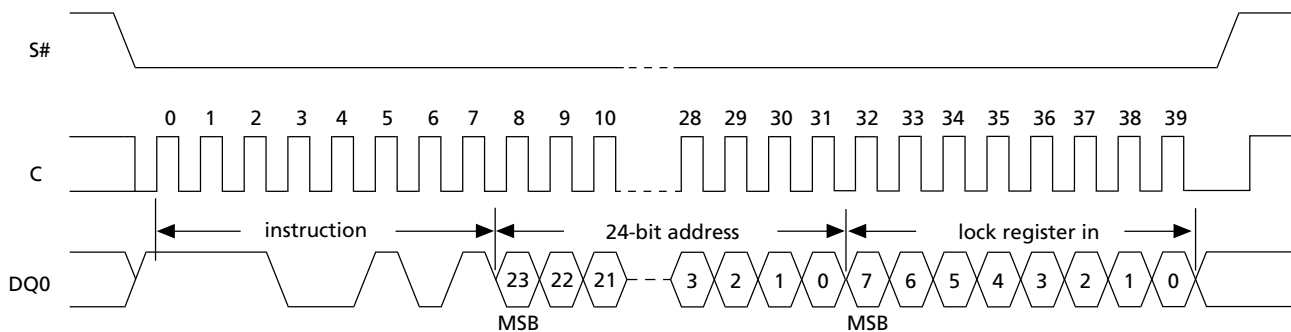 S#
0 1 2 3 4 5 6 7 8 9 10 28 29 30 31 32 33 34 35 36 37 38 39
C
instruction 24-bit address lock register in
DQ0 23 22 21 3 2 1 0 7 6 5 4 3 2 1 0
MSB MSB